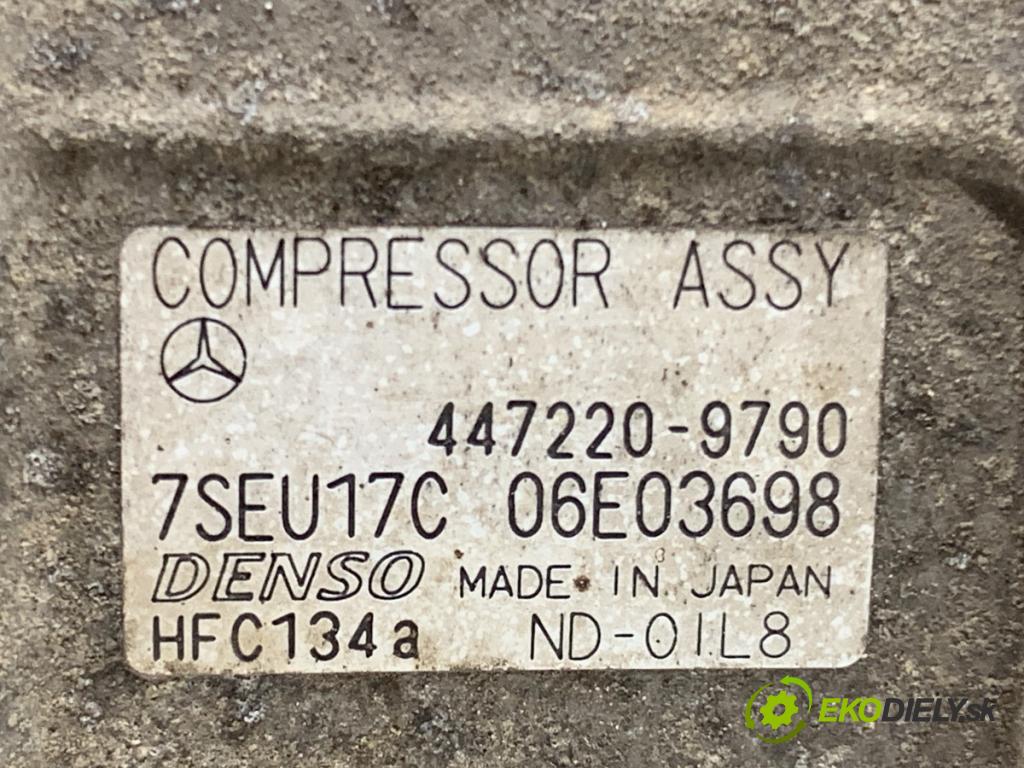 COMPRESSOR ASSY
447220-9790
7SEU17C 06E03698
DENSO MADE IN JAPAN
HFC134a ND-OIL8
EKODIELY.sk